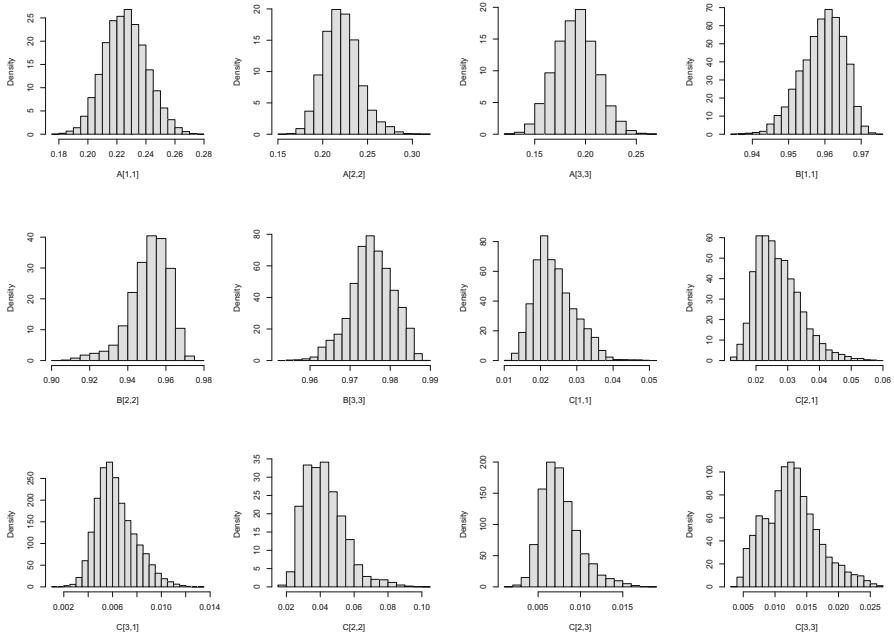 Density
0 5 10 15 20 25
0.18 0.20 0.22 0.24 0.26 0.28
A[1,1]
Density
0 5 10 15 20
0.15 0.20 0.25 0.30
A[2,2]
Density
0 5 10 15 20
0.15 0.20 0.25
A[3,3]
Density
0 10 20 30 40 50 60 70
0.94 0.95 0.96 0.97
B[1,1]
Density
0 10 20 30 40
0.90 0.92 0.94 0.96 0.98
B[2,2]
Density
0 20 40 60 80
0.96 0.97 0.98 0.99
B[3,3]
Density
0 20 40 60 80
0.01 0.02 0.03 0.04 0.05
C[1,1]
Density
0 10 20 30 40 50 60
0.02 0.03 0.04 0.05 0.06
C[2,1]
Density
0 50 100 150 200 250
0.002 0.006 0.010 0.014
C[3,1]
Density
0 5 10 15 20 25 30 35
0.02 0.04 0.06 0.08 0.10
C[2,2]
Density
0 50 100 150 200
0.005 0.010 0.015
C[2,3]
Density
0 20 40 60 80 100
0.005 0.010 0.015 0.020 0.025
C[3,3]